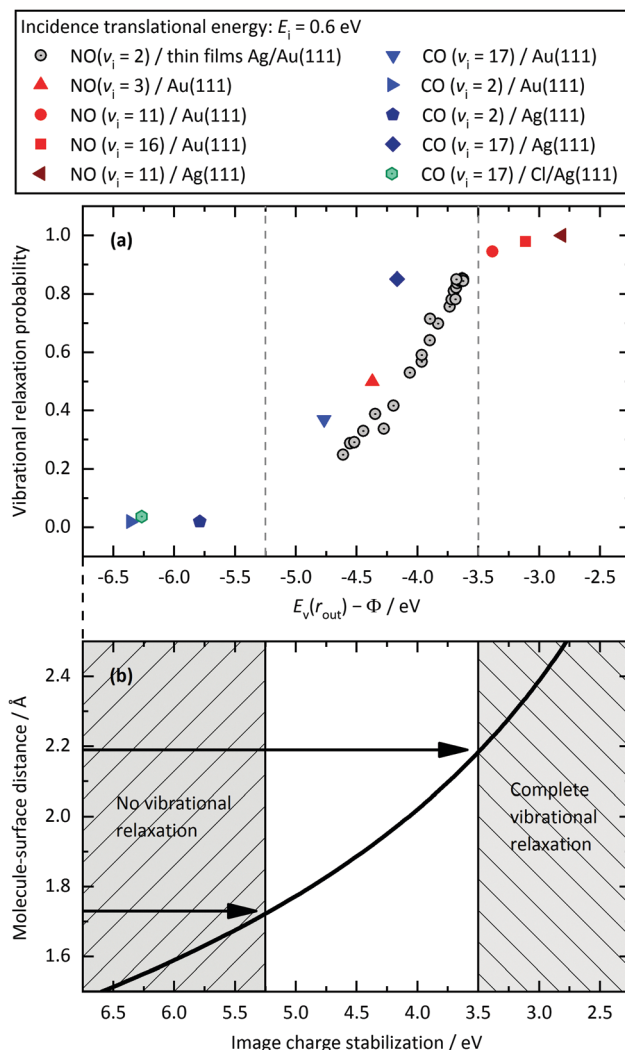 Incidence translational energy: Eᵢ = 0.6 eV
NO(vᵢ = 2) / thin films Ag/Au(111)
NO(vᵢ = 3) / Au(111)
NO (vᵢ = 11) / Au(111)
NO (vᵢ = 16) / Au(111)
NO (vᵢ = 11) / Ag(111)
CO (vᵢ = 17) / Au(111)
CO (vᵢ = 2) / Au(111)
CO (vᵢ = 2) / Ag(111)
CO (vᵢ = 17) / Ag(111)
CO (vᵢ = 17) / Cl/Ag(111)
(a)
Vibrational relaxation probability
1.0
0.8
0.6
0.4
0.2
0.0
-6.5 -6.0 -5.5 -5.0 -4.5 -4.0 -3.5 -3.0 -2.5
Eᵥ(r_out) – Φ / eV
(b)
Molecule-surface distance / Å
2.4
2.2
2.0
1.8
1.6
No vibrational
relaxation
Complete
vibrational
relaxation
6.5 6.0 5.5 5.0 4.5 4.0 3.5 3.0 2.5
Image charge stabilization / eV